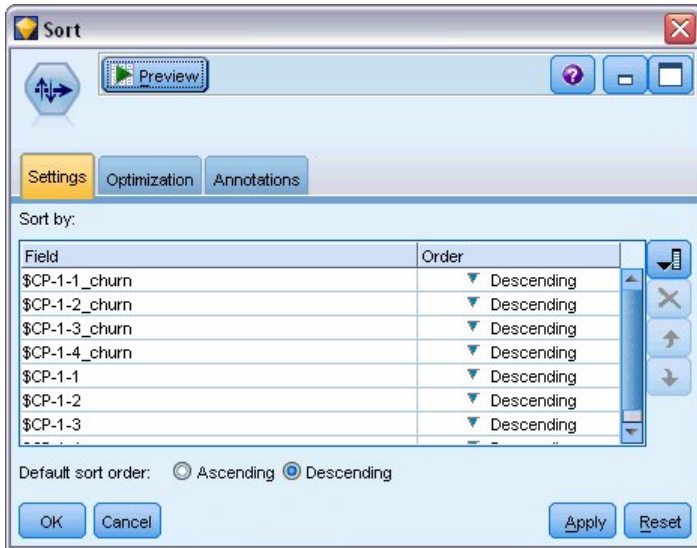 Sort
Preview
Settings Optimization Annotations
Sort by:
Field Order
$CP-1-1_churn Descending
$CP-1-2_churn Descending
$CP-1-3_churn Descending
$CP-1-4_churn Descending
$CP-1-1 Descending
$CP-1-2 Descending
$CP-1-3 Descending
Default sort order: Ascending Descending
OK Cancel Apply Reset